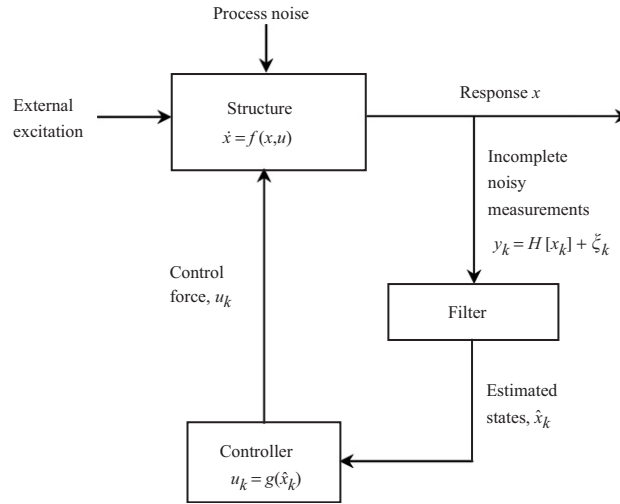 Process noise
External
excitation
Structure
ẋ = f (x,u)
Response x
Incomplete
noisy
measurements
y_k = H [x_k] + ξ_k
Control
force, u_k
Filter
Estimated
states, x̂_k
Controller
u_k = g(x̂_k)